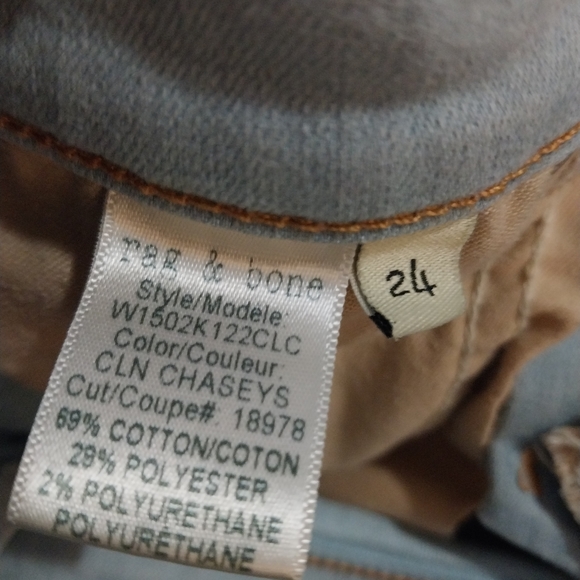 rag & bone
Style/Modele:
W1502K122CLC
Color/Couleur:
CLN CHASEYS
Cut/Coupe#: 18978
69% COTTON/COTON
29% POLYESTER
2% POLYURETHANE
POLYURETHANE
24